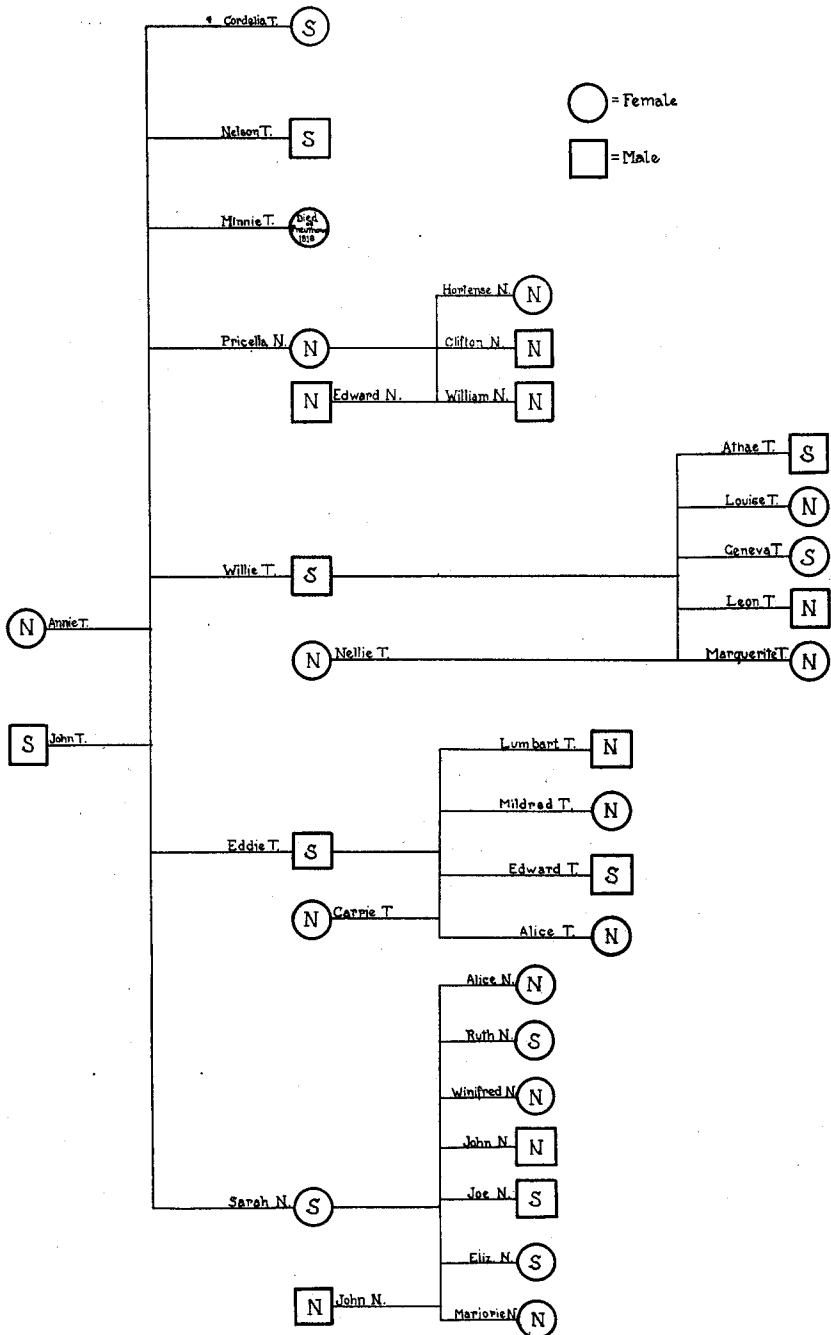 Cordelia T. S
= Female
Nelson T. S
= Male
Minnie T. Died of Pneumonia 1918
Hortense N. N
Pricella N. N
Clifton N. N
N Edward N.
William N. N
Athae T. S
Louise T. N
Geneva T S
Willie T. S
Leon T. N
N Annie T.
N Nellie T.
Marguerite T. N
S John T.
Lumbart T. N
Mildred T. N
Eddie T. S
Edward T. S
N Carrie T
Alice T. N
Alice N. N
Ruth N. S
Winifred N. N
John N. N
Joe N. S
Sarah N. S
Eliz. N. S
N John N.
Marjorie N. N